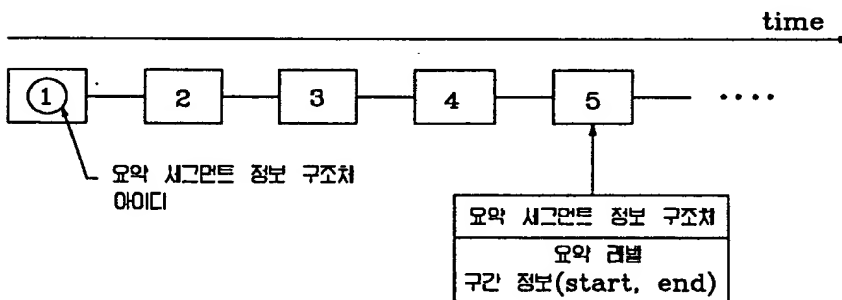 time
1 2 3 4 5 ....
요약 세그먼트 정보 구조체
아이디
요약 세그먼트 정보 구조체
요약 레벨
구간 정보(start, end)